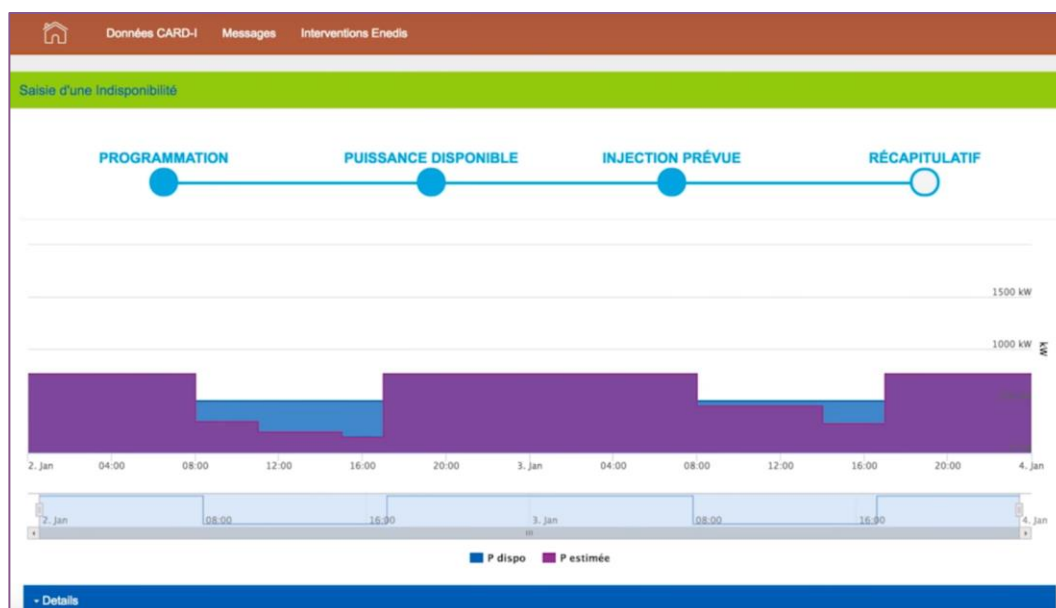 Données CARD-I Messages Interventions Enedis
Saisie d'une Indisponibilité
PROGRAMMATION PUISSANCE DISPONIBLE INJECTION PRÉVUE RÉCAPITULATIF
1500 kW
1000 kW
kW
2. Jan 04:00 08:00 12:00 16:00 20:00 3. Jan 04:00 08:00 12:00 16:00 20:00 4. Jan
2. Jan 08:00 16:00 3. Jan 08:00 16:00 4. Jan
P dispo P estimée
Details